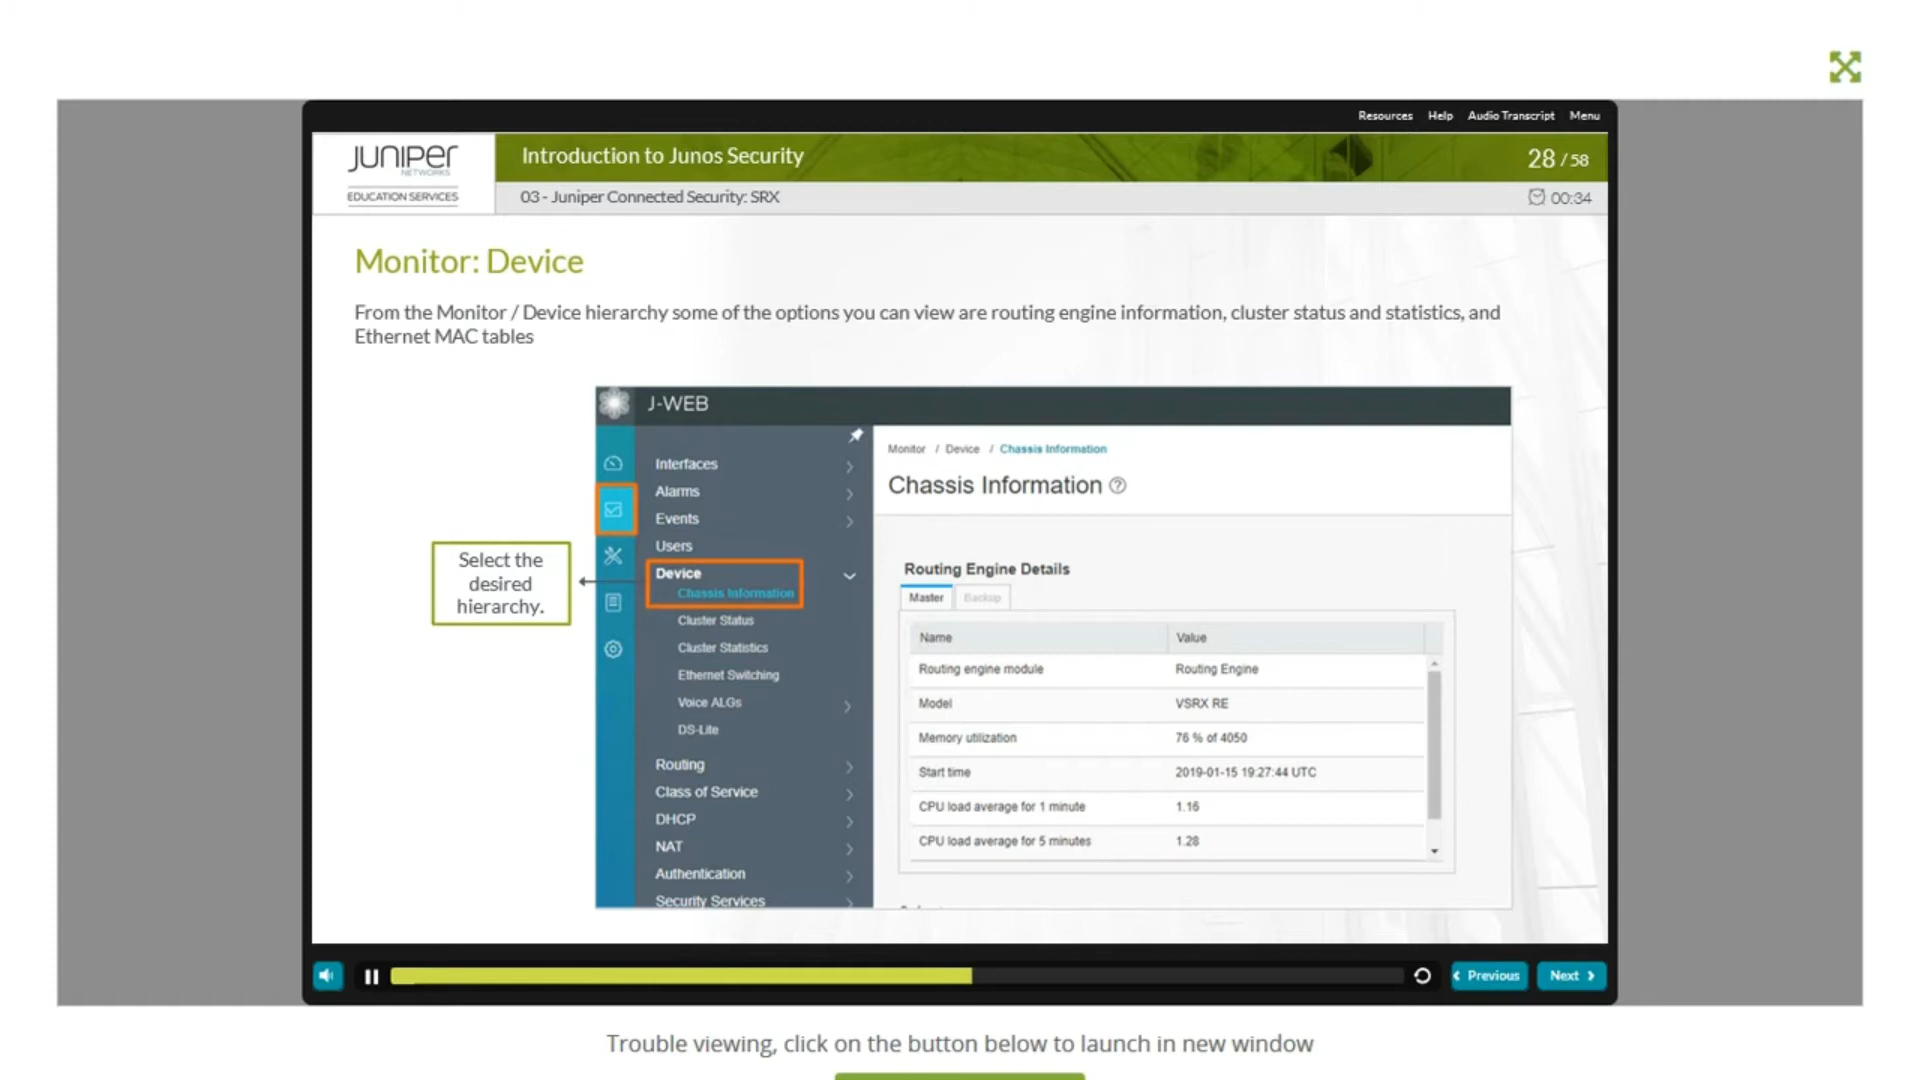 Resources Help Audio Transcript Menu
JUNIPER
NETWORKS
EDUCATION SERVICES
Introduction to Junos Security
28 / 58
03 - Juniper Connected Security: SRX
00:34
Monitor: Device
From the Monitor / Device hierarchy some of the options you can view are routing engine information, cluster status and statistics, and
Ethernet MAC tables
J-WEB
Select the
desired
hierarchy.
Interfaces
Alarms
Events
Users
Device
Chassis Information
Cluster Status
Cluster Statistics
Ethernet Switching
Voice ALGs
DS-Lite
Routing
Class of Service
DHCP
NAT
Authentication
Security Services
Monitor / Device / Chassis Information
Chassis Information ?
Routing Engine Details
Master Backup
Name Value
Routing engine module Routing Engine
Model VSRX RE
Memory utilization 76 % of 4050
Start time 2019-01-15 19:27:44 UTC
CPU load average for 1 minute 1.16
CPU load average for 5 minutes 1.28
Previous Next
Trouble viewing, click on the button below to launch in new window